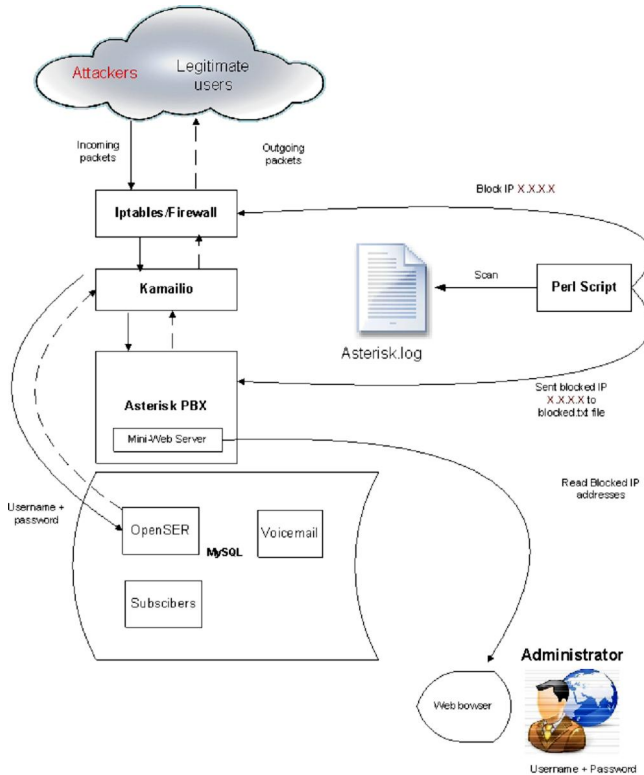 Attackers
Legitimate
users
Incoming
packets
Outgoing
packets
Block IP X.X.X.X
Iptables/Firewall
Kamailio
Scan
Perl Script
Asterisk.log
Asterisk PBX
Mini-Web Server
Sent blocked IP
X.X.X.X to
blocked.txt file
Read Blocked IP
addresses
Username +
password
OpenSER
MySQL
Voicemail
Subscibers
Administrator
Web bowser
Username + Password